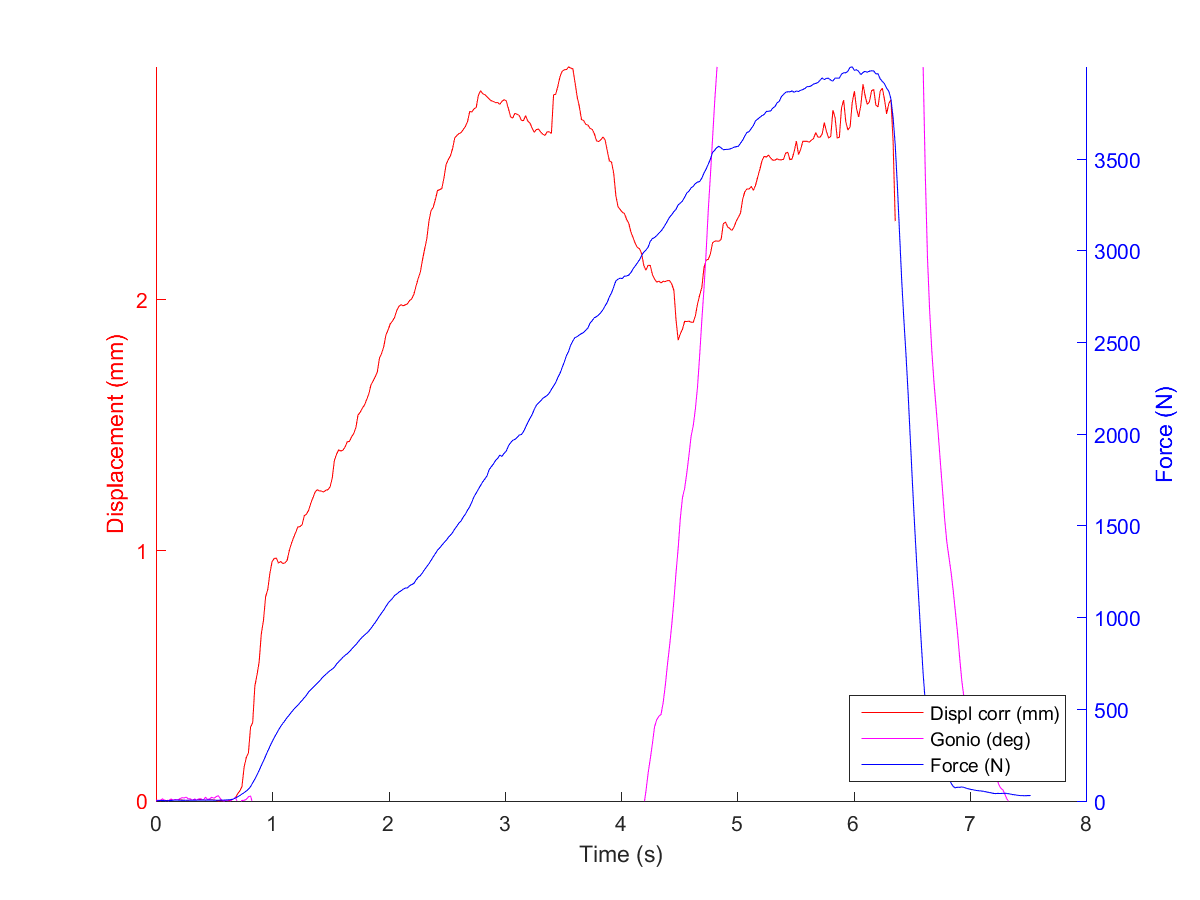 Displacement (mm)
2
1
0
3500
3000
2500
2000
1500
1000
500
0
Force (N)
Displ corr (mm)
Gonio (deg)
Force (N)
0 1 2 3 4 5 6 7 8
Time (s)